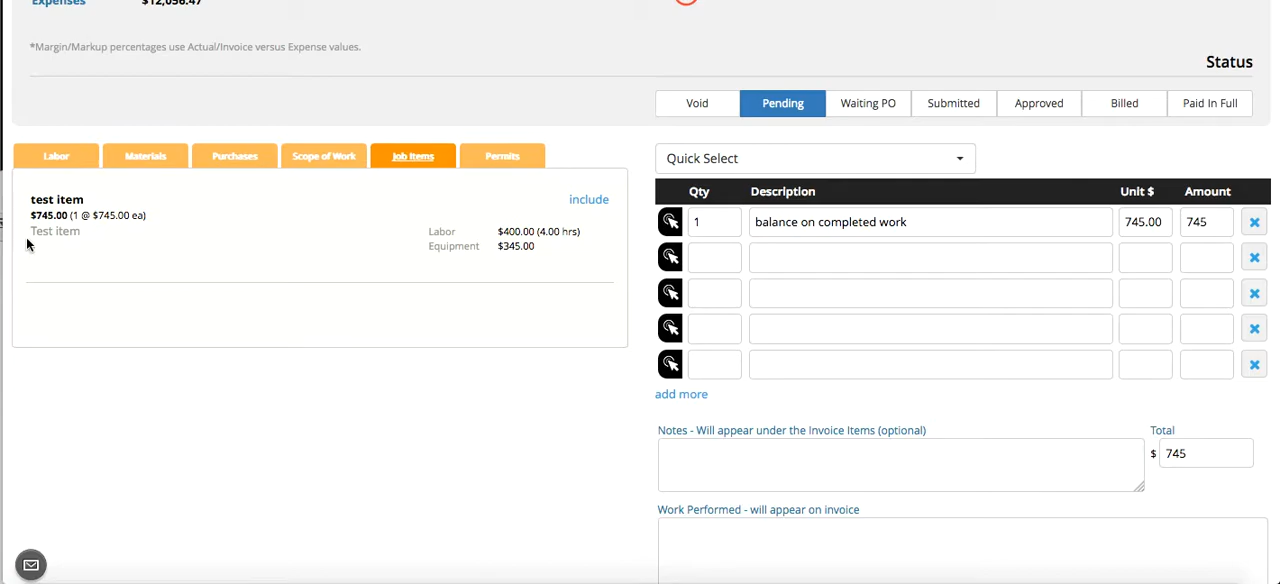 Expenses $12,056.47
*Margin/Markup percentages use Actual/Invoice versus Expense values.
Status
Void Pending Waiting PO Submitted Approved Billed Paid In Full
Labor Materials Purchases Scope of Work Job Items Permits
Quick Select
test item include
$745.00 (1 @ $745.00 ea)
Test item
Labor $400.00 (4.00 hrs)
Equipment $345.00
Qty Description Unit $ Amount
1 balance on completed work 745.00 745
add more
Notes - Will appear under the Invoice Items (optional)
Total
$ 745
Work Performed - will appear on invoice